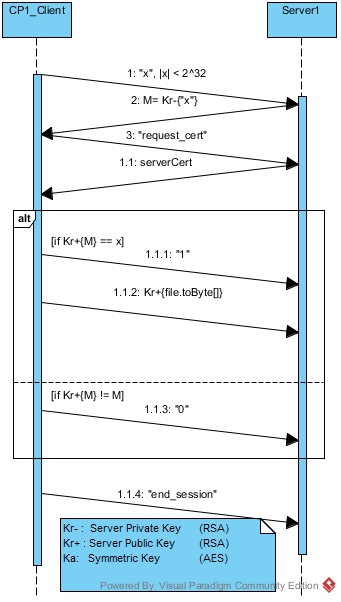 CP1_Client
Server1
1: "x", |x| < 2^32
2: M= Kr-{"x"}
3: "request_cert"
1.1: serverCert
alt
[if Kr+{M} == x]
1.1.1: "1"
1.1.2: Kr+{file.toByte[]}
[if Kr+{M} != M]
1.1.3: "0"
1.1.4: "end_session"
Kr- : Server Private Key (RSA)
Kr+ : Server Public Key (RSA)
Ka: Symmetric Key (AES)
Powered By Visual Paradigm Community Edition